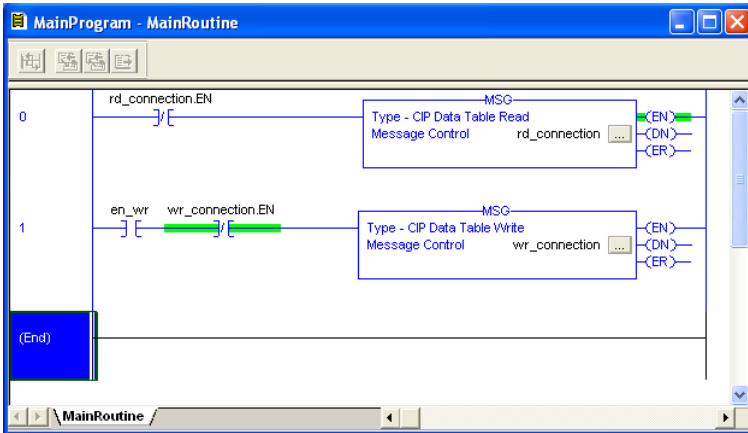 MainProgram - MainRoutine
0
rd_connection.EN
MSG
Type - CIP Data Table Read
Message Control rd_connection ...
EN
DN
ER
1
en_wr wr_connection.EN
MSG
Type - CIP Data Table Write
Message Control wr_connection ...
EN
DN
ER
(End)
MainRoutine